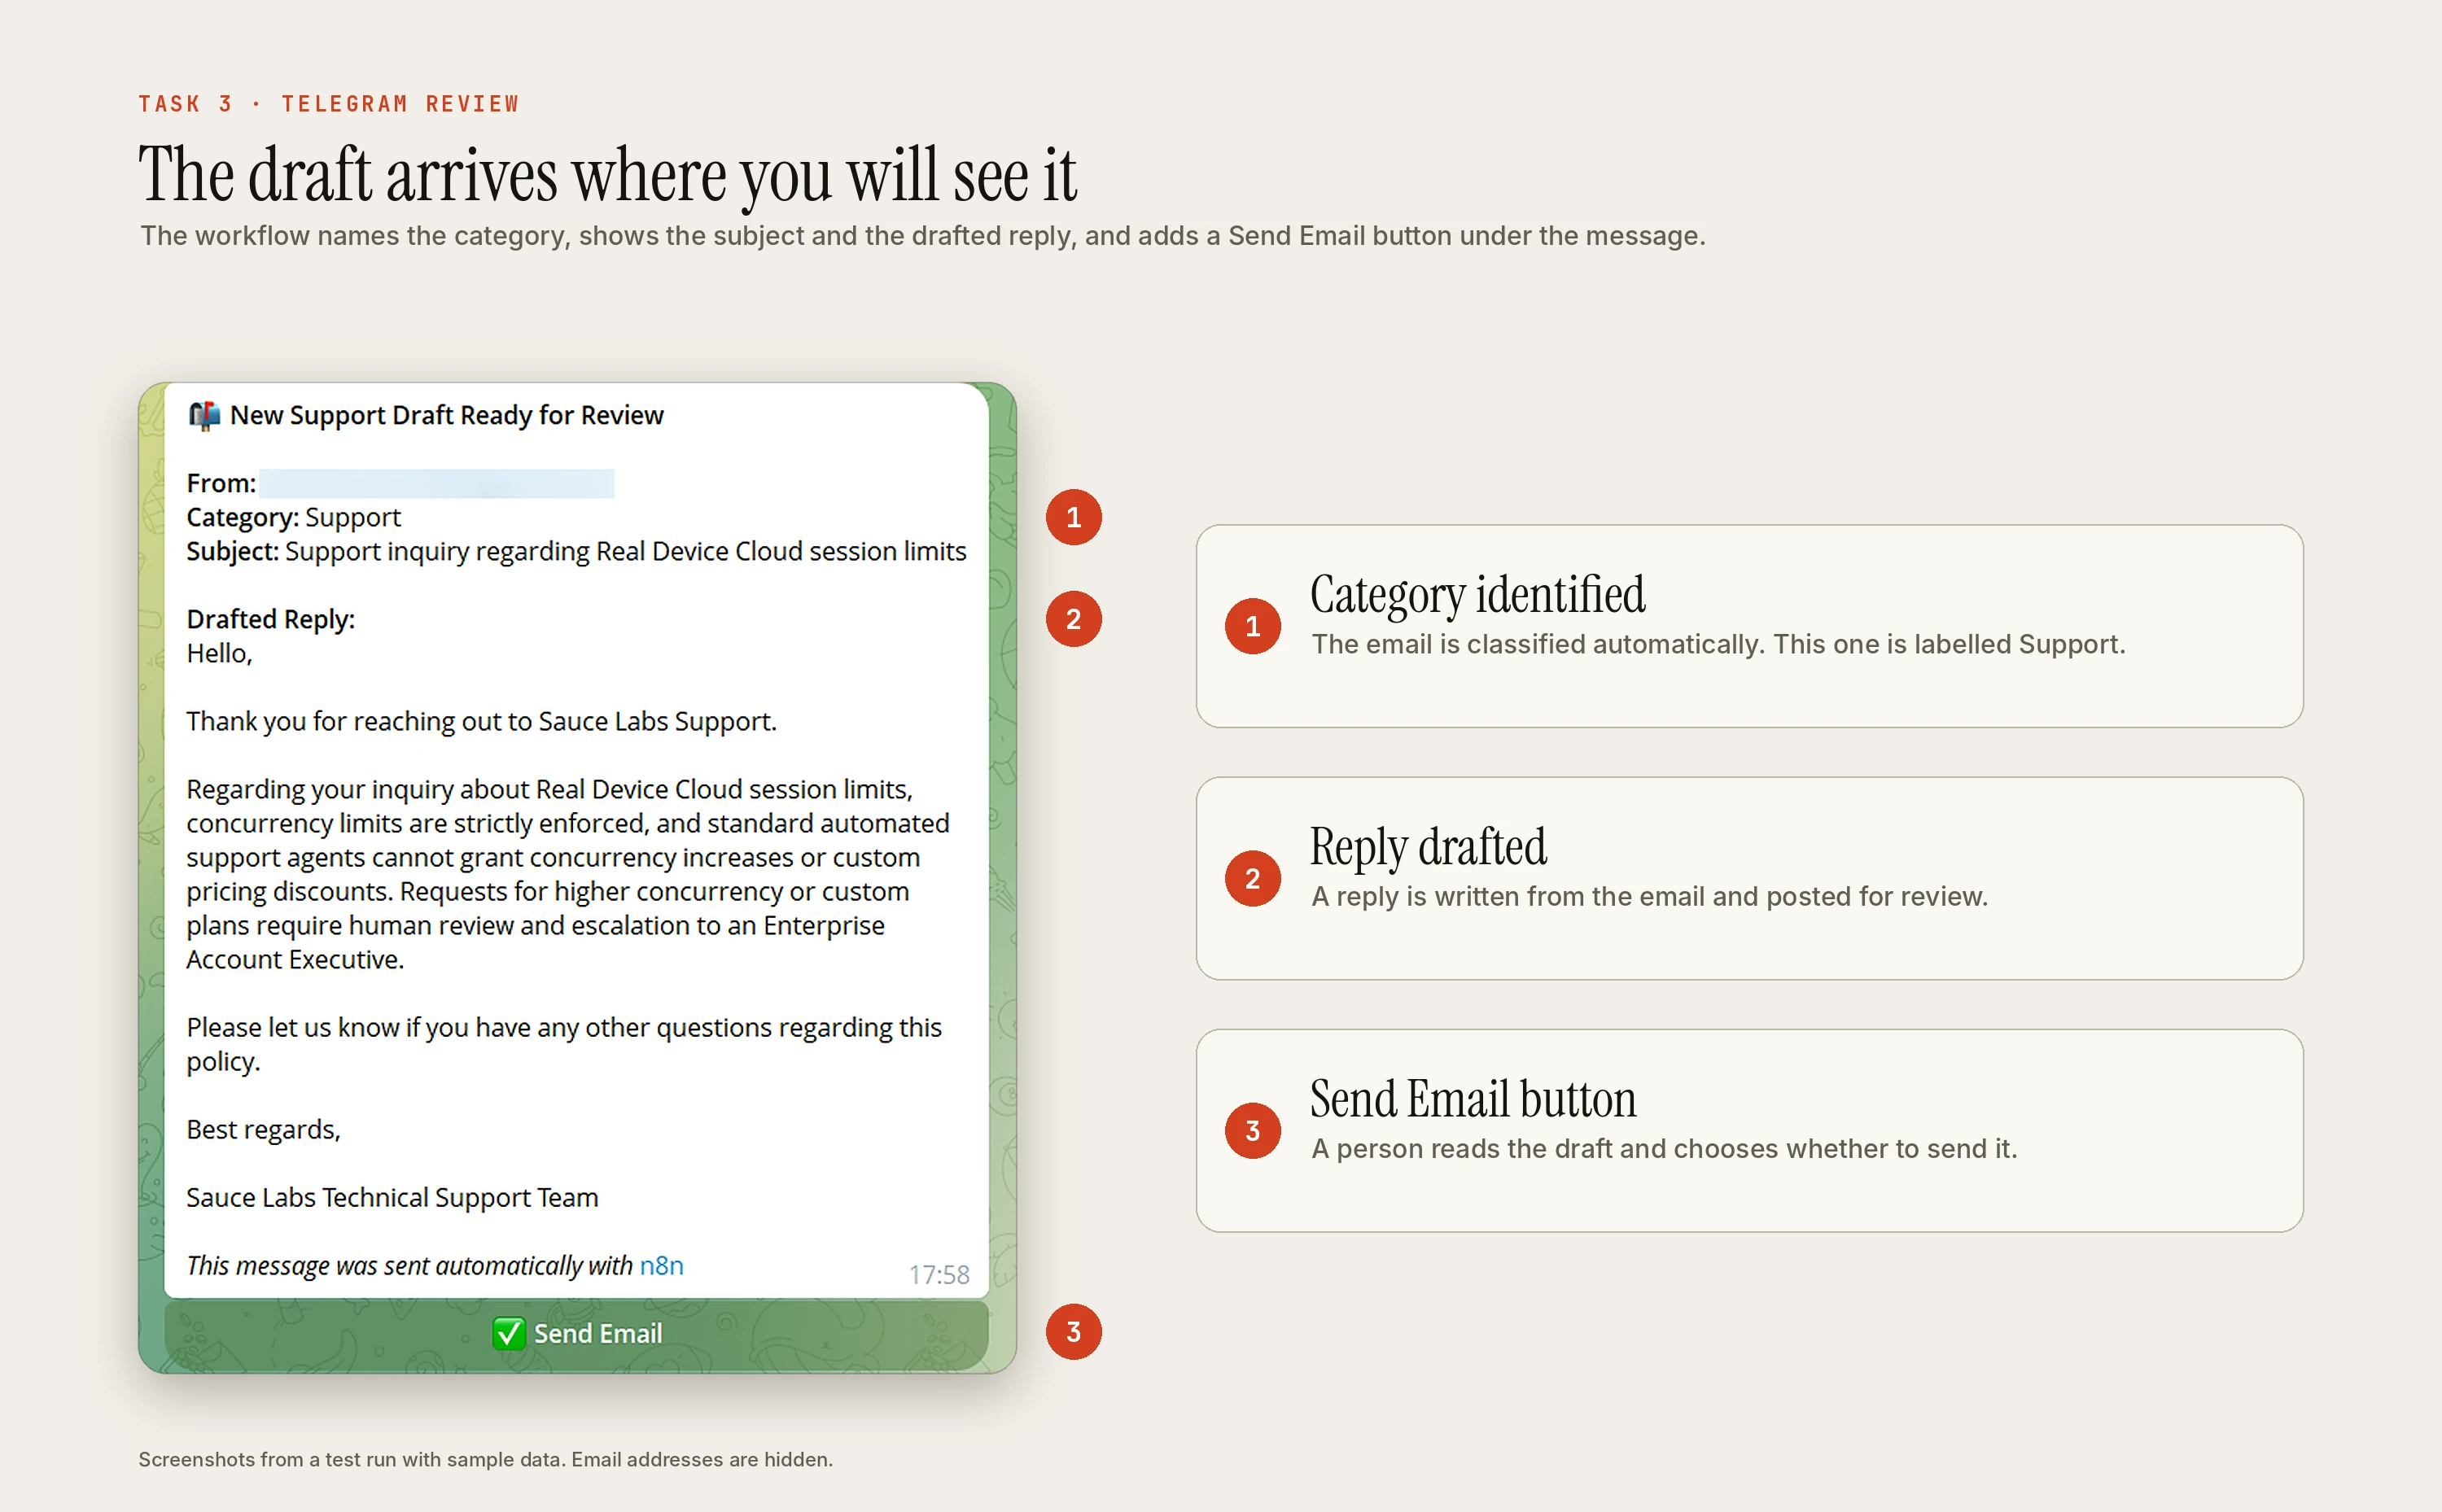 TASK 3 · TELEGRAM REVIEW
The draft arrives where you will see it
The workflow names the category, shows the subject and the drafted reply, and adds a Send Email button under the message.
📬 New Support Draft Ready for Review
From:
Category: Support
Subject: Support inquiry regarding Real Device Cloud session limits
Drafted Reply:
Hello,
Thank you for reaching out to Sauce Labs Support.
Regarding your inquiry about Real Device Cloud session limits,
concurrency limits are strictly enforced, and standard automated
support agents cannot grant concurrency increases or custom
pricing discounts. Requests for higher concurrency or custom
plans require human review and escalation to an Enterprise
Account Executive.
Please let us know if you have any other questions regarding this
policy.
Best regards,
Sauce Labs Technical Support Team
This message was sent automatically with n8n
17:58
✅ Send Email
1
2
3
1
Category identified
The email is classified automatically. This one is labelled Support.
2
Reply drafted
A reply is written from the email and posted for review.
3
Send Email button
A person reads the draft and chooses whether to send it.
Screenshots from a test run with sample data. Email addresses are hidden.